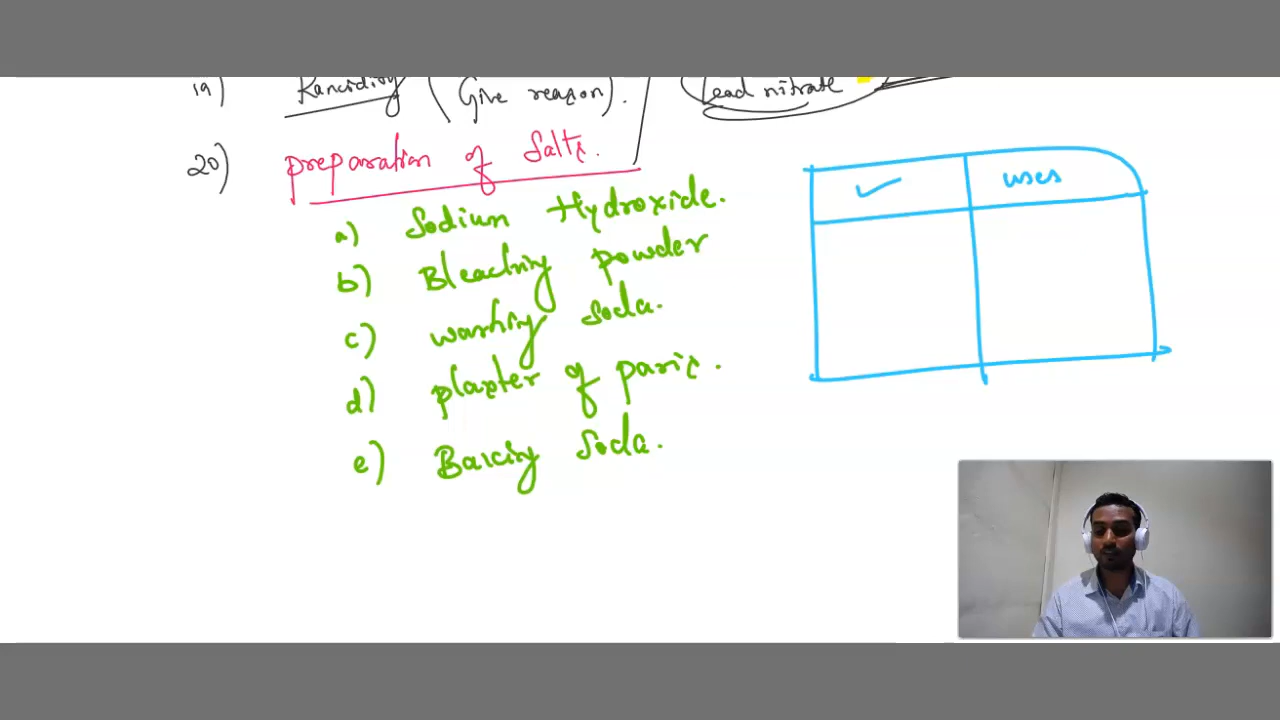 19) Rancidity (Give reason). Lead nitrate
20) preparation of Salts.
a) Sodium Hydroxide.
b) Bleaching powder
c) washing Soda.
d) plaster of paris.
e) Baking Soda.
uses